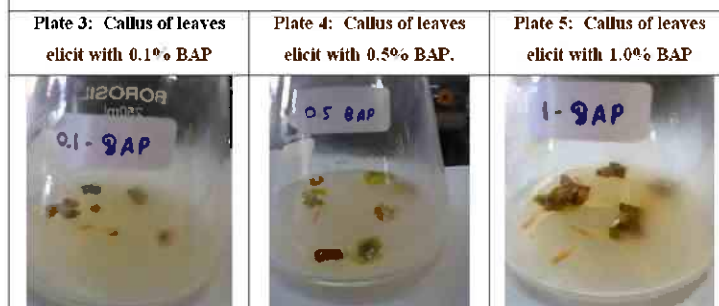 Plate 3: Callus of leaves
elicit with 0.1% BAP
Plate 4: Callus of leaves
elicit with 0.5% BAP.
Plate 5: Callus of leaves
elicit with 1.0% BAP
BOROSIL
250ml
0.1 - BAP
0.5 BAP
1 - BAP